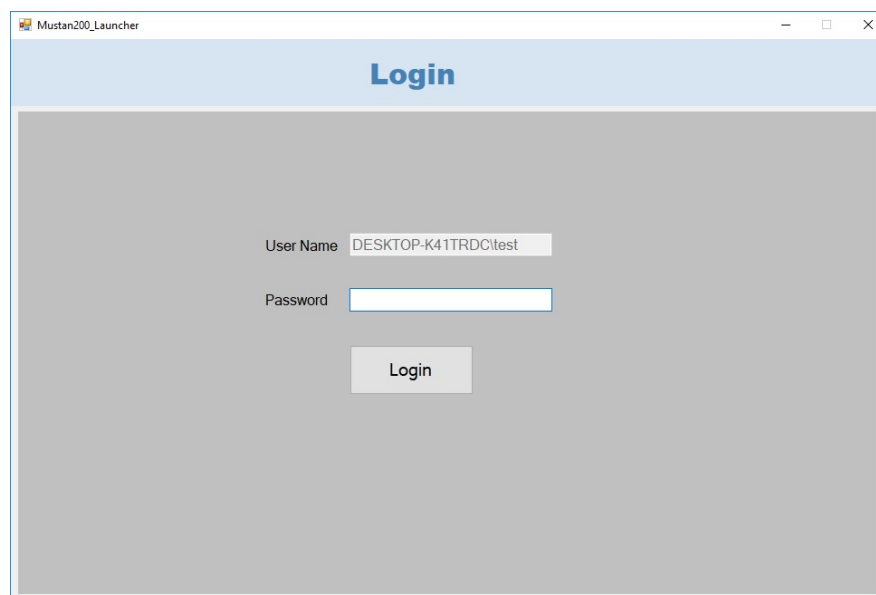 Mustan200_Launcher
Login
User Name DESKTOP-K41TRDC\test
Password
Login